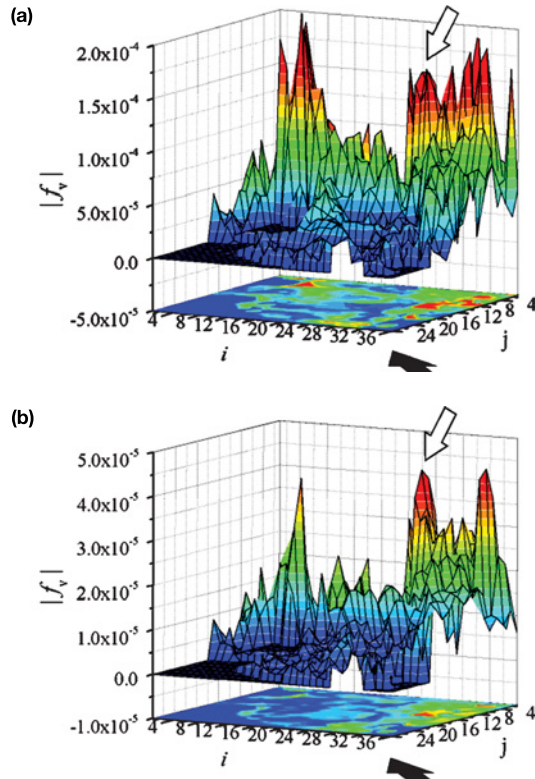 (a)
2.0x10⁻⁴
1.5x10⁻⁴
1.0x10⁻⁴
5.0x10⁻⁵
0.0
-5.0x10⁻⁵
|fᵥ|
4 8 12 16 20 24 28 32 36
i
24 20 16 12 8 4
j
(b)
5.0x10⁻⁵
4.0x10⁻⁵
3.0x10⁻⁵
2.0x10⁻⁵
1.0x10⁻⁵
0.0
-1.0x10⁻⁵
|fᵥ|
4 8 12 16 20 24 28 32 36
i
24 20 16 12 8 4
j